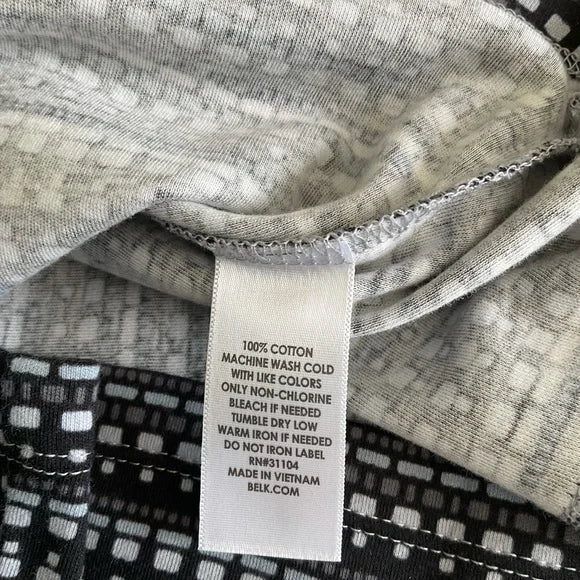 100% COTTON
MACHINE WASH COLD
WITH LIKE COLORS
ONLY NON-CHLORINE
BLEACH IF NEEDED
TUMBLE DRY LOW
WARM IRON IF NEEDED
DO NOT IRON LABEL
RN#31104
MADE IN VIETNAM
BELK.COM